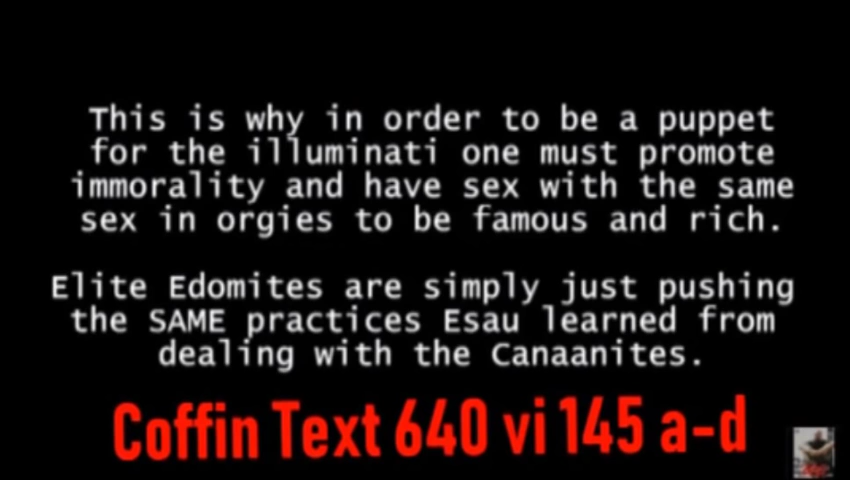 This is why in order to be a puppet
for the illuminati one must promote
immorality and have sex with the same
sex in orgies to be famous and rich.
Elite Edomites are simply just pushing
the SAME practices Esau learned from
dealing with the Canaanites.
Coffin Text 640 vi 145 a-d